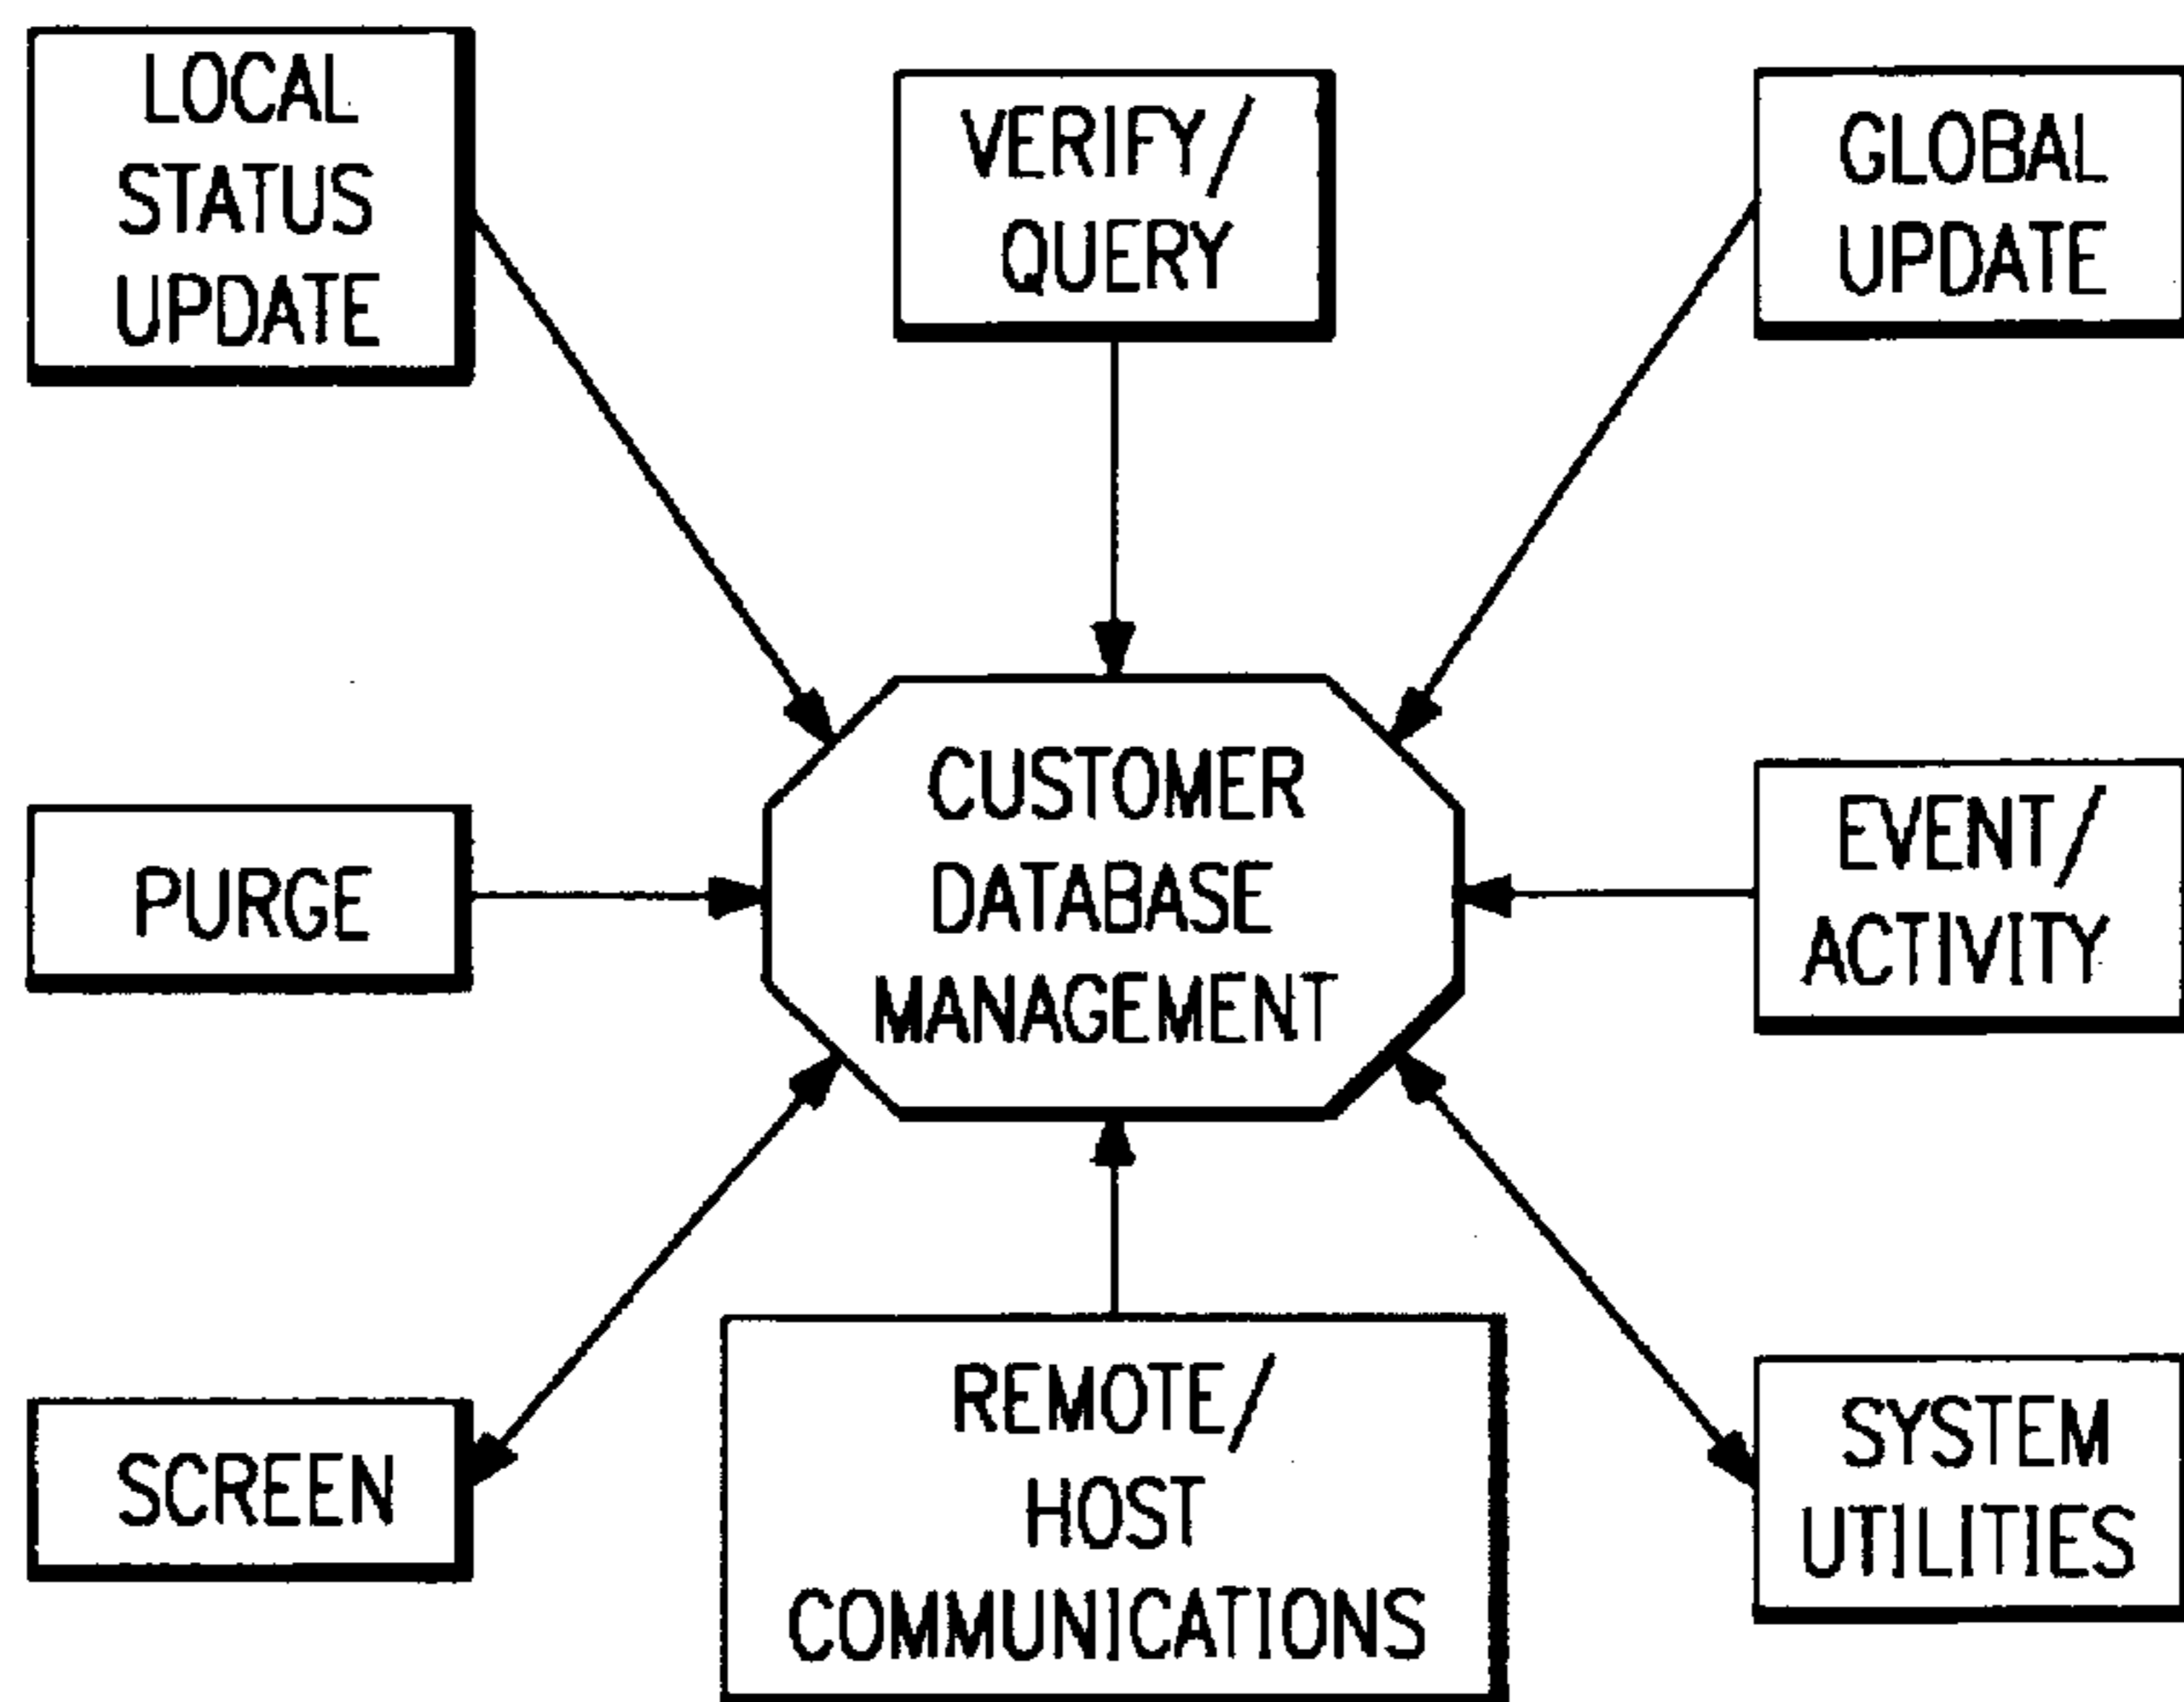 LOCAL
STATUS
UPDATE
VERIFY/
QUERY
GLOBAL
UPDATE
CUSTOMER
DATABASE
MANAGEMENT
PURGE
EVENT/
ACTIVITY
SCREEN
REMOTE/
HOST
COMMUNICATIONS
SYSTEM
UTILITIES